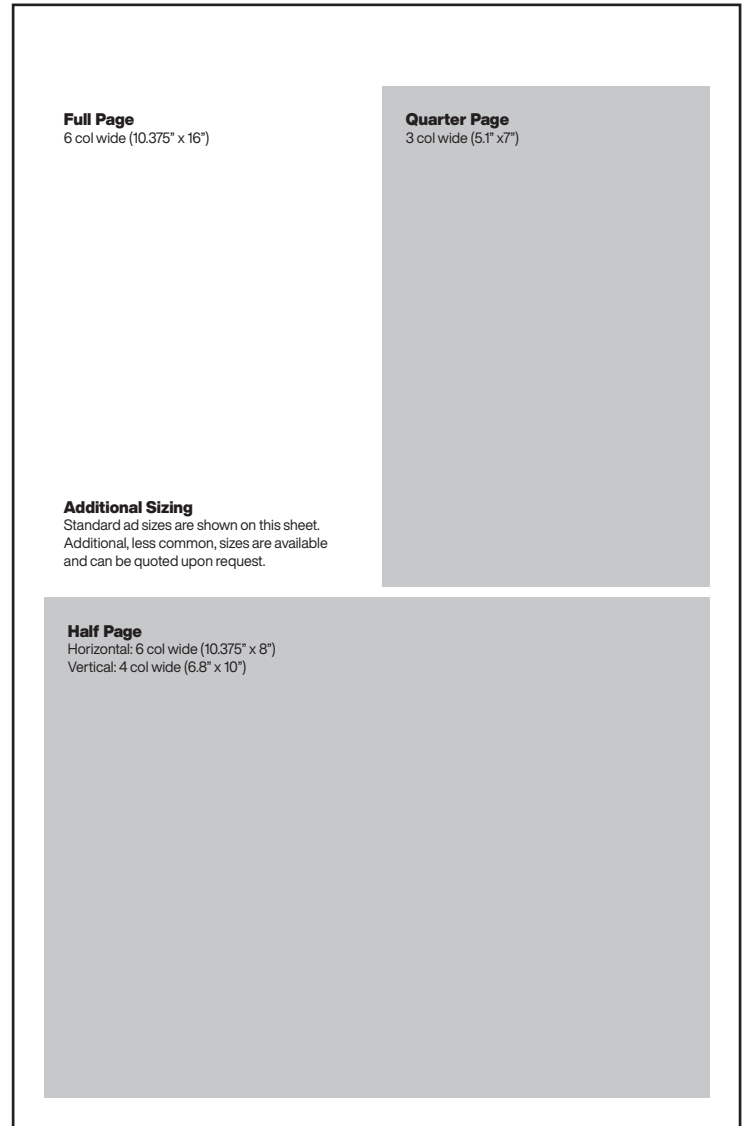 Full Page
6 col wide (10.375” x 16”)
Quarter Page
3 col wide (5.1” x7”)
Additional Sizing
Standard ad sizes are shown on this sheet.
Additional, less common, sizes are available
and can be quoted upon request.
Half Page
Horizontal: 6 col wide (10.375” x 8”)
Vertical: 4 col wide (6.8” x 10”)